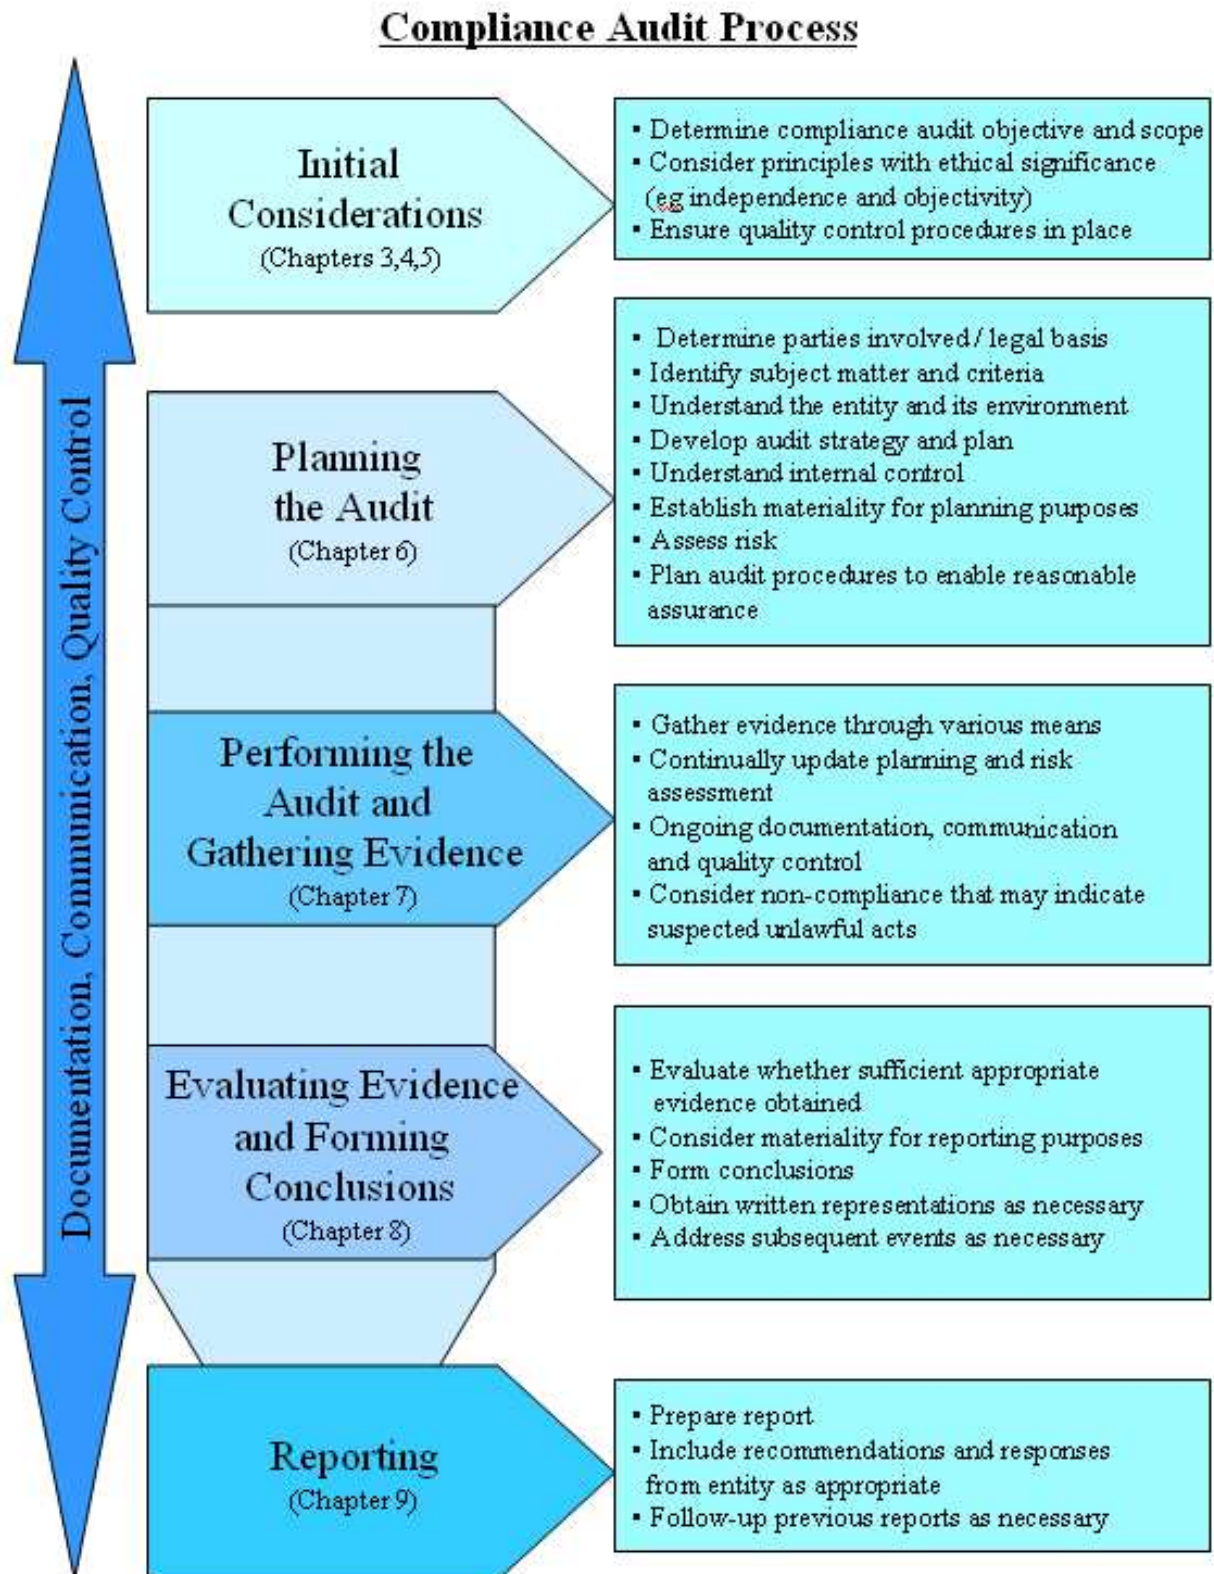 Compliance Audit Process
Documentation, Communication, Quality Control
Initial
Considerations
(Chapters 3,4,5)
▪ Determine compliance audit objective and scope
▪ Consider principles with ethical significance
(eg independence and objectivity)
▪ Ensure quality control procedures in place
Planning
the Audit
(Chapter 6)
▪ Determine parties involved / legal basis
▪ Identify subject matter and criteria
▪ Understand the entity and its environment
▪ Develop audit strategy and plan
▪ Understand internal control
▪ Establish materiality for planning purposes
▪ Assess risk
▪ Plan audit procedures to enable reasonable
assurance
Performing the
Audit and
Gathering Evidence
(Chapter 7)
▪ Gather evidence through various means
▪ Continually update planning and risk
assessment
▪ Ongoing documentation, communication
and quality control
▪ Consider non-compliance that may indicate
suspected unlawful acts
Evaluating Evidence
and Forming
Conclusions
(Chapter 8)
▪ Evaluate whether sufficient appropriate
evidence obtained
▪ Consider materiality for reporting purposes
▪ Form conclusions
▪ Obtain written representations as necessary
▪ Address subsequent events as necessary
Reporting
(Chapter 9)
▪ Prepare report
▪ Include recommendations and responses
from entity as appropriate
▪ Follow-up previous reports as necessary